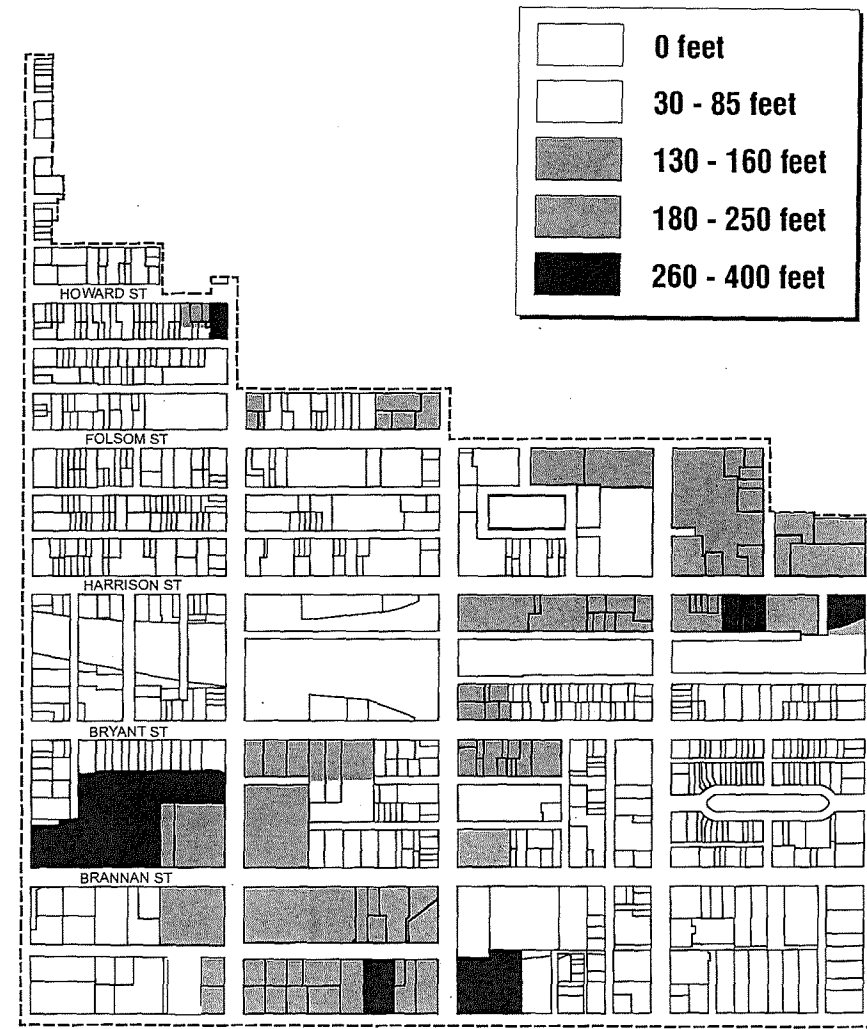 0 feet
30 - 85 feet
130 - 160 feet
180 - 250 feet
260 - 400 feet
HOWARD ST
FOLSOM ST
HARRISON ST
BRYANT ST
BRANNAN ST